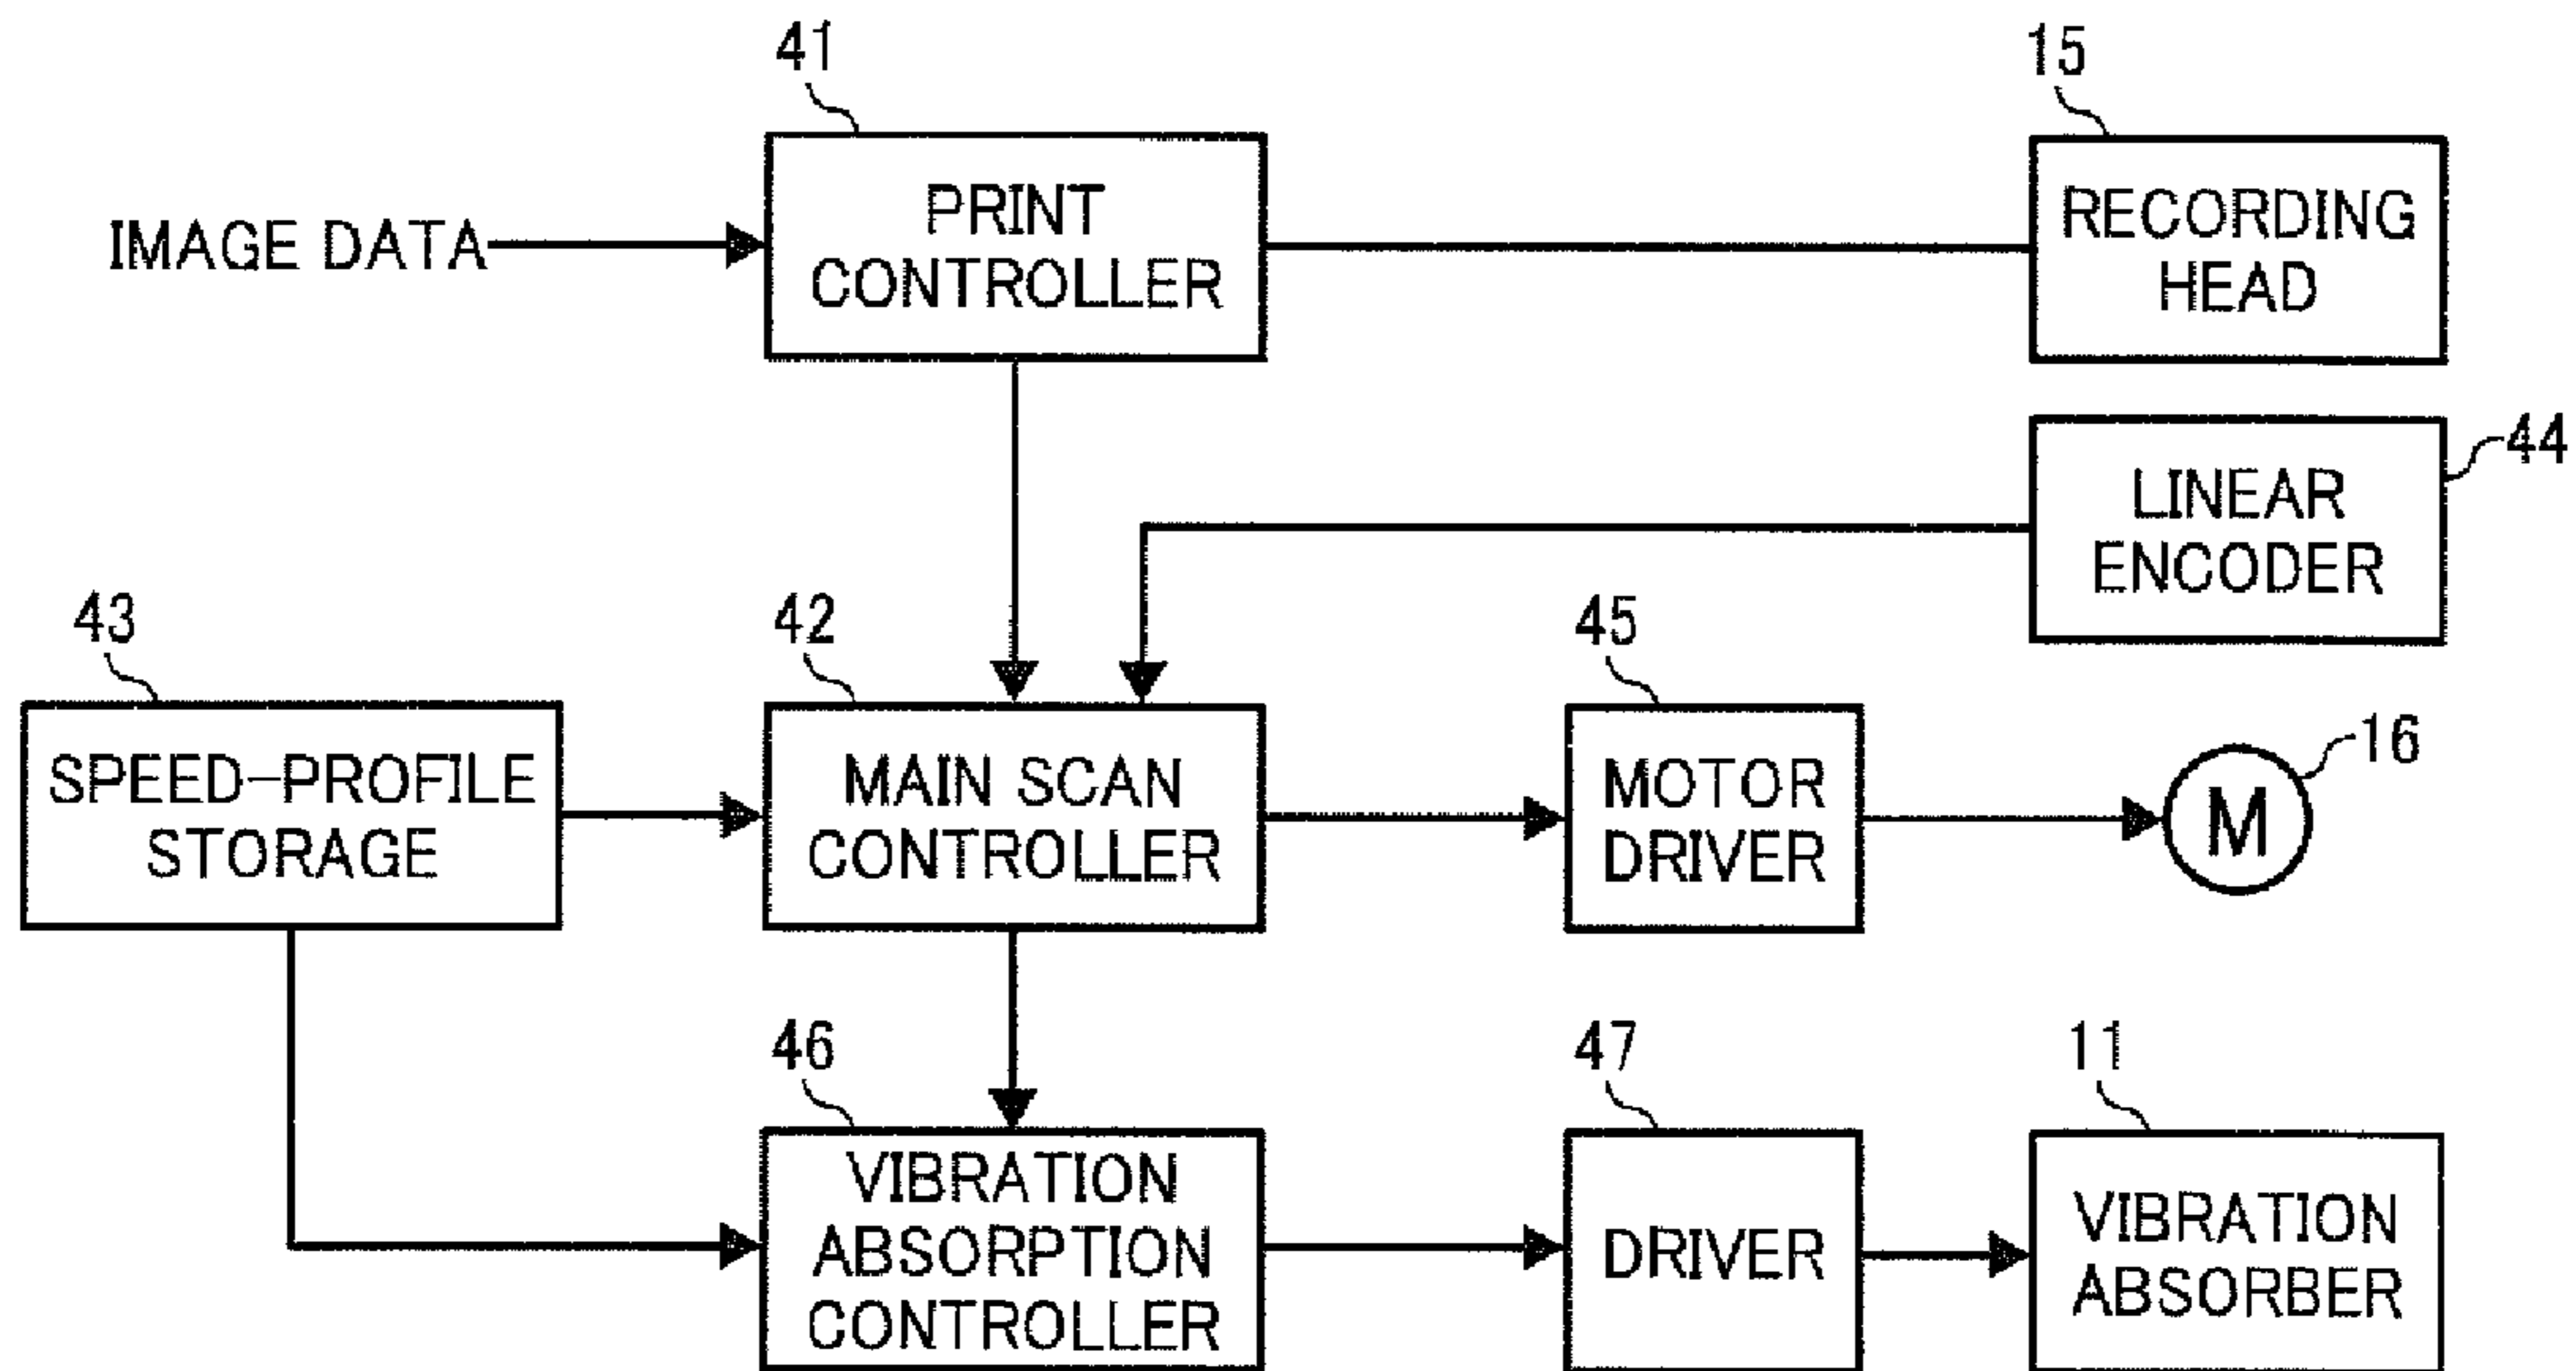 41
15
IMAGE DATA
PRINT
CONTROLLER
RECORDING
HEAD
44
LINEAR
ENCODER
43
42
45
16
SPEED-PROFILE
STORAGE
MAIN SCAN
CONTROLLER
MOTOR
DRIVER
M
46
47
11
VIBRATION
ABSORPTION
CONTROLLER
DRIVER
VIBRATION
ABSORBER